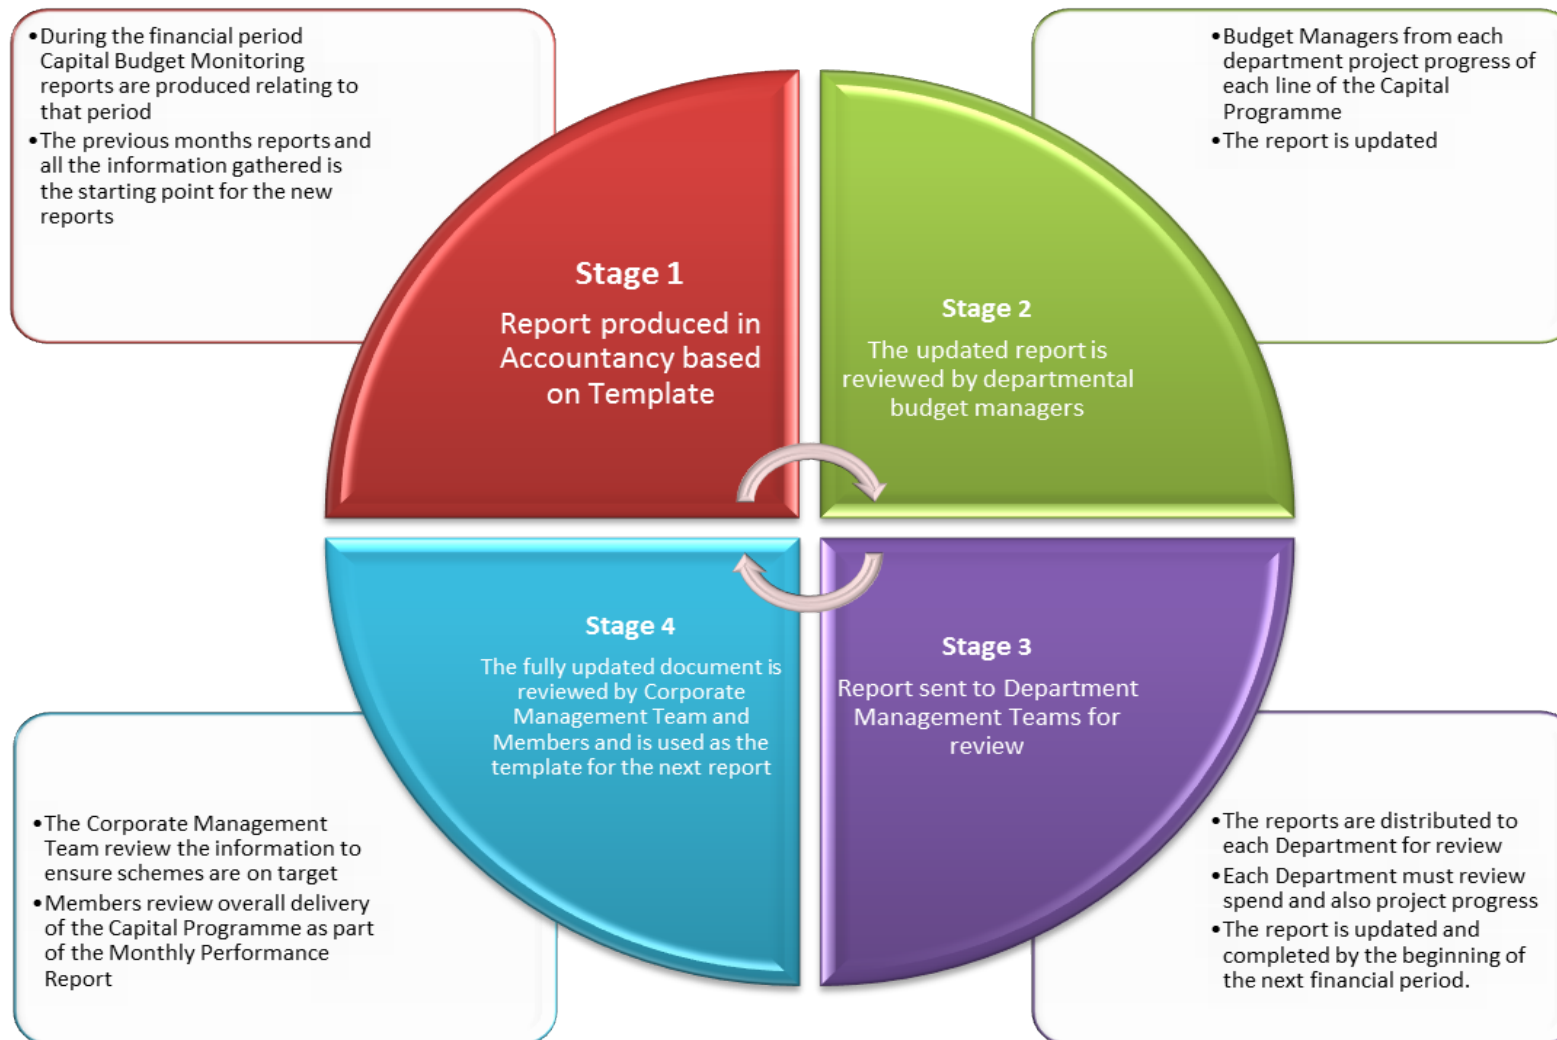 •During the financial period
Capital Budget Monitoring
reports are produced relating to
that period
•The previous months reports and
all the information gathered is
the starting point for the new
reports
•Budget Managers from each
department project progress of
each line of the Capital
Programme
•The report is updated
Stage 1
Report produced in
Accountancy based
on Template
Stage 2
The updated report is
reviewed by departmental
budget managers
Stage 4
The fully updated document is
reviewed by Corporate
Management Team and
Members and is used as the
template for the next report
Stage 3
Report sent to Department
Management Teams for
review
•The Corporate Management
Team review the information to
ensure schemes are on target
•Members review overall delivery
of the Capital Programme as part
of the Monthly Performance
Report
•The reports are distributed to
each Department for review
•Each Department must review
spend and also project progress
•The report is updated and
completed by the beginning of
the next financial period.